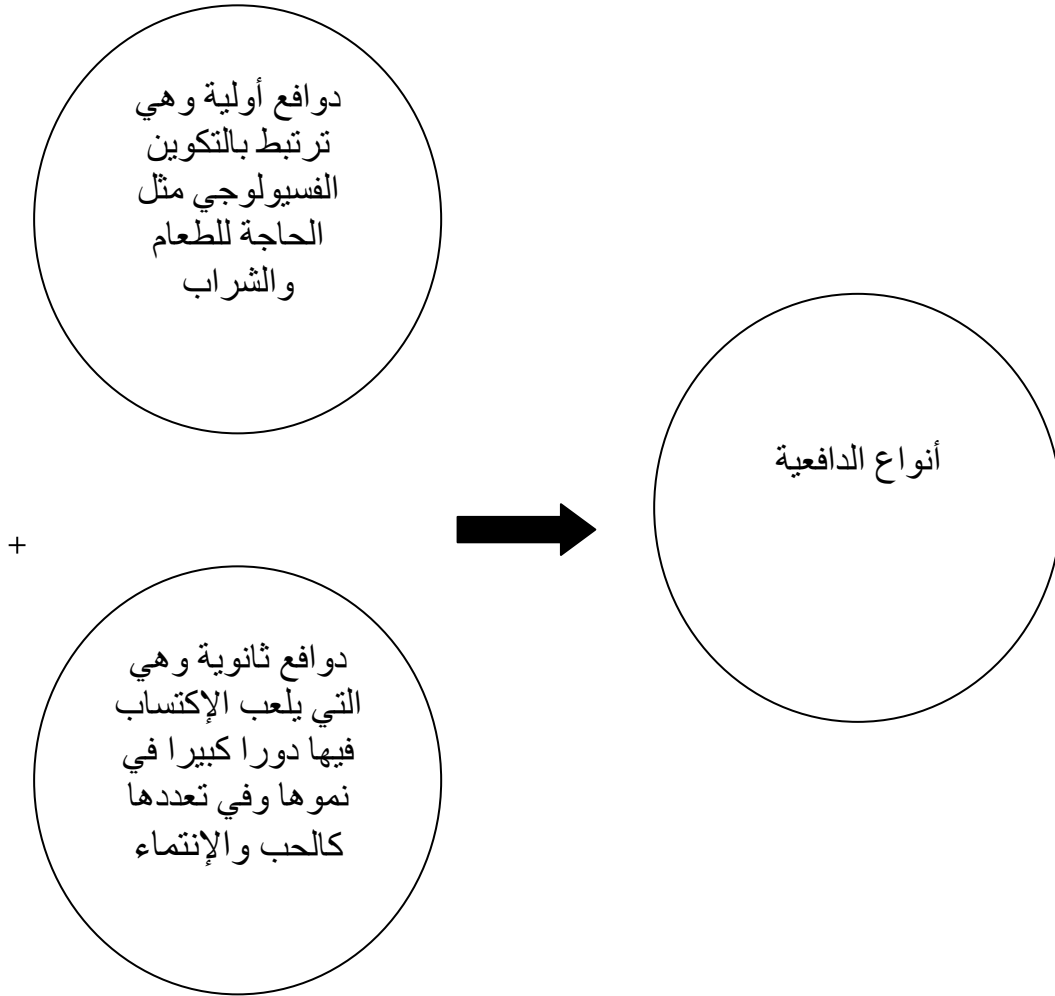 دوافع أولية وهي
ترتبط بالتكوين
الفسيولوجي مثل
الحاجة للطعام
والشراب
+
دوافع ثانوية وهي
التي يلعب الإكتساب
فيها دورا كبيرا في
نموها وفي تعددها
كالحب والإنتماء
أنواع الدافعية